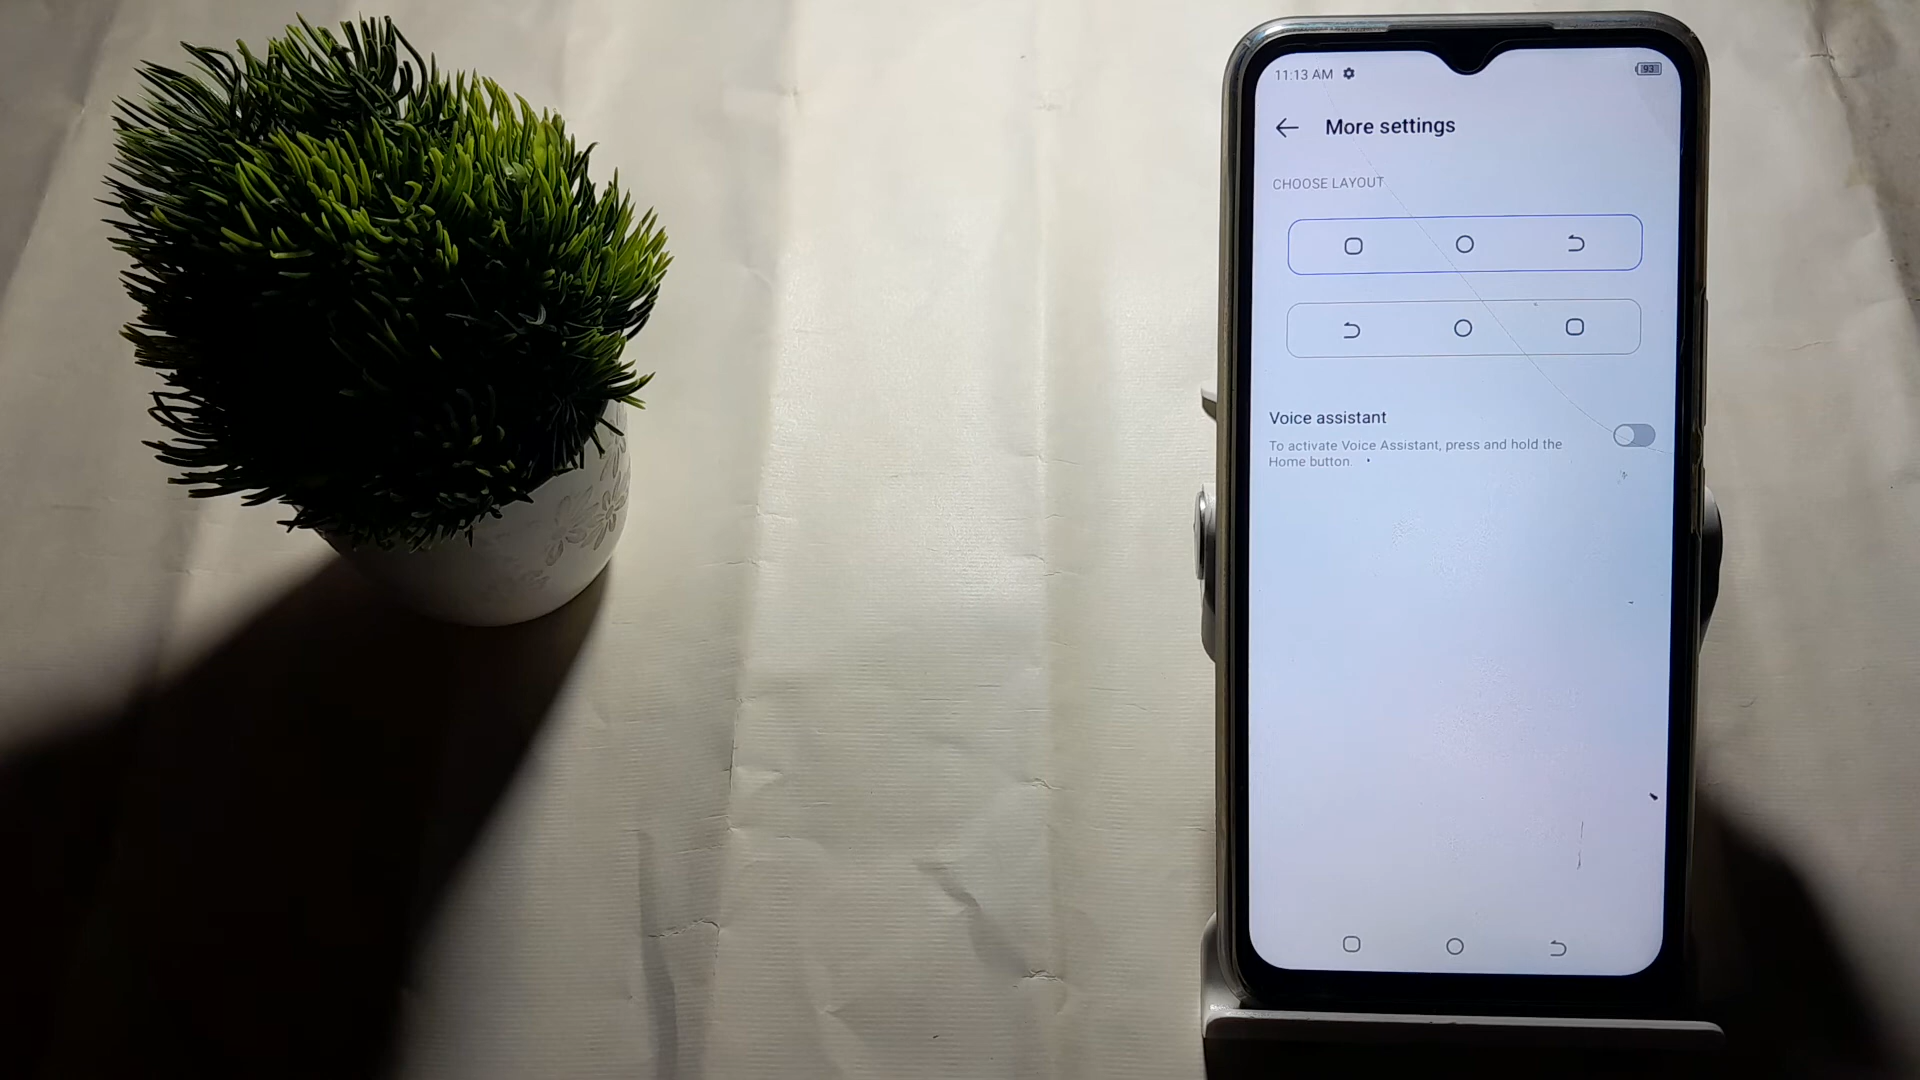 11:13 AM
93
More settings
CHOOSE LAYOUT
Voice assistant
To activate Voice Assistant, press and hold the
Home button.